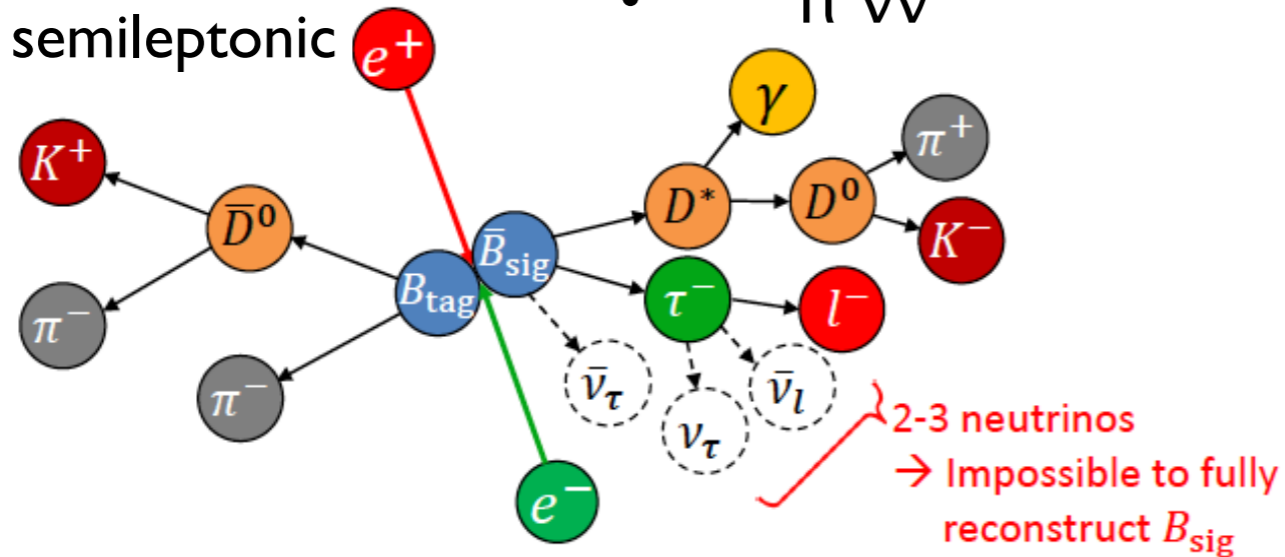 semileptonic
e⁺
γ
π⁺
K⁺
D̄⁰
D*
D⁰
K⁻
B̄sig
Btag
τ⁻
l⁻
π⁻
π⁻
ν̄τ
ν̄l
ντ
e⁻
2-3 neutrinos
→ Impossible to fully
reconstruct Bsig